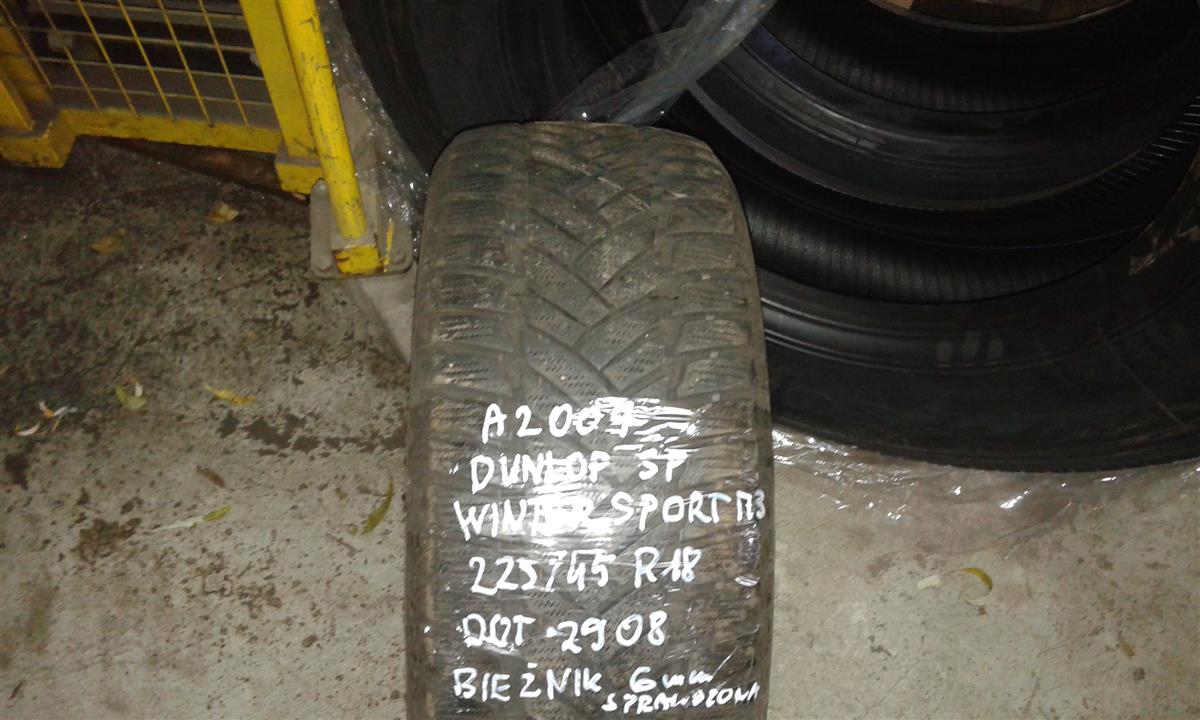 A2007
DUNLOP SP
WINTER SPORT M3
225/45 R18
DOT 2908
BIEŻNIK 6mm
SPRAWDZONA